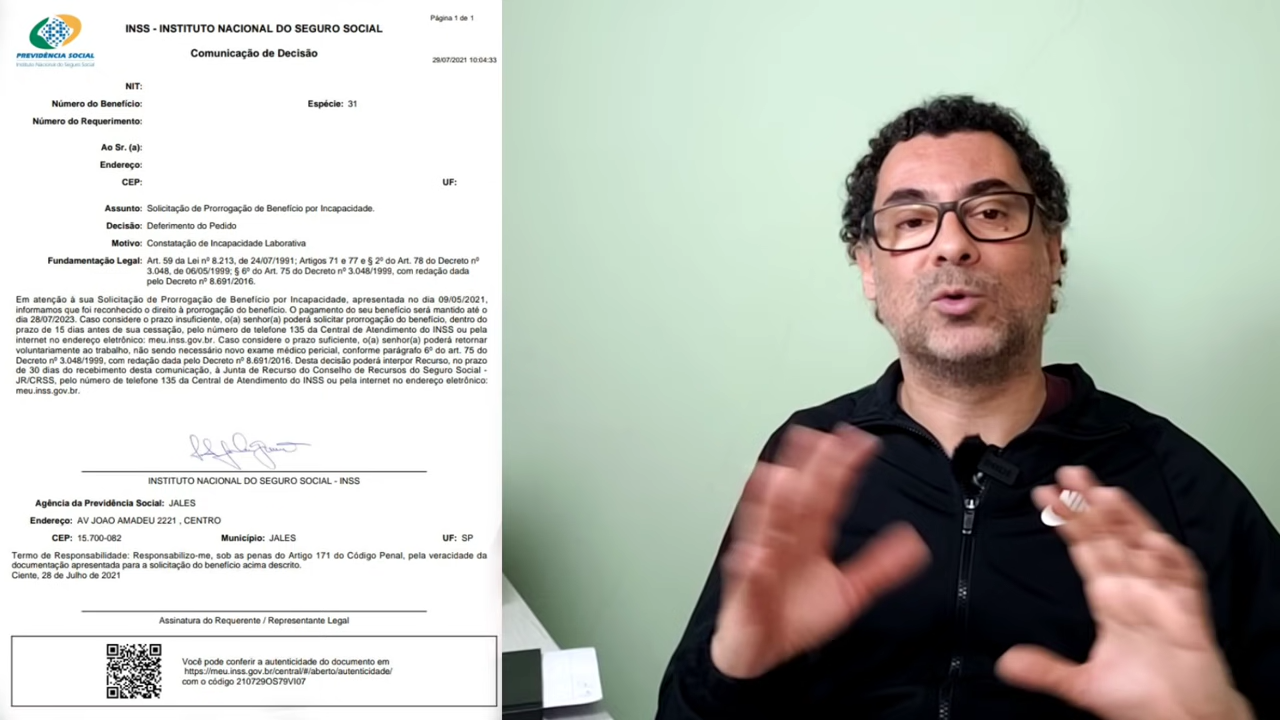 Página 1 de 1
INSS - INSTITUTO NACIONAL DO SEGURO SOCIAL
Comunicação de Decisão
PREVIDÊNCIA SOCIAL
Instituto Nacional do Seguro Social
29/07/2021 10:04:33
NIT:
Número do Benefício:
Espécie: 31
Número do Requerimento:
Ao Sr. (a):
Endereço:
CEP:
UF:
Assunto: Solicitação de Prorrogação de Benefício por Incapacidade.
Decisão: Deferimento do Pedido
Motivo: Constatação de Incapacidade Laborativa
Fundamentação Legal: Art. 59 da Lei nº 8.213, de 24/07/1991; Artigos 71 e 77 e § 2º do Art. 78 do Decreto nº
3.048, de 06/05/1999; § 6º do Art. 75 do Decreto nº 3.048/1999, com redação dada
pelo Decreto nº 8.691/2016.
Em atenção à sua Solicitação de Prorrogação de Benefício por Incapacidade, apresentada no dia 09/05/2021,
informamos que foi reconhecido o direito à prorrogação do benefício. O pagamento do seu benefício será mantido até o
dia 28/07/2023. Caso considere o prazo insuficiente, o(a) senhor(a) poderá solicitar prorrogação do benefício, dentro do
prazo de 15 dias antes de sua cessação, pelo número de telefone 135 da Central de Atendimento do INSS ou pela
internet no endereço eletrônico: meu.inss.gov.br. Caso considere o prazo suficiente, o(a) senhor(a) poderá retornar
voluntariamente ao trabalho, não sendo necessário novo exame médico pericial, conforme parágrafo 6º do art. 75 do
Decreto nº 3.048/1999, com redação dada pelo Decreto nº 8.691/2016. Desta decisão poderá interpor Recurso, no prazo
de 30 dias do recebimento desta comunicação, à Junta de Recurso do Conselho de Recursos do Seguro Social -
JR/CRSS, pelo número de telefone 135 da Central de Atendimento do INSS ou pela internet no endereço eletrônico:
meu.inss.gov.br.
INSTITUTO NACIONAL DO SEGURO SOCIAL - INSS
Agência da Previdência Social: JALES
Endereço: AV JOAO AMADEU 2221 , CENTRO
CEP: 15.700-082
Município: JALES
UF: SP
Termo de Responsabilidade: Responsabilizo-me, sob as penas do Artigo 171 do Código Penal, pela veracidade da
documentação apresentada para a solicitação do benefício acima descrito.
Ciente, 28 de Julho de 2021
Assinatura do Requerente / Representante Legal
Você pode conferir a autenticidade do documento em
https://meu.inss.gov.br/central/#/aberto/autenticidade/
com o código 210729OS79VI07